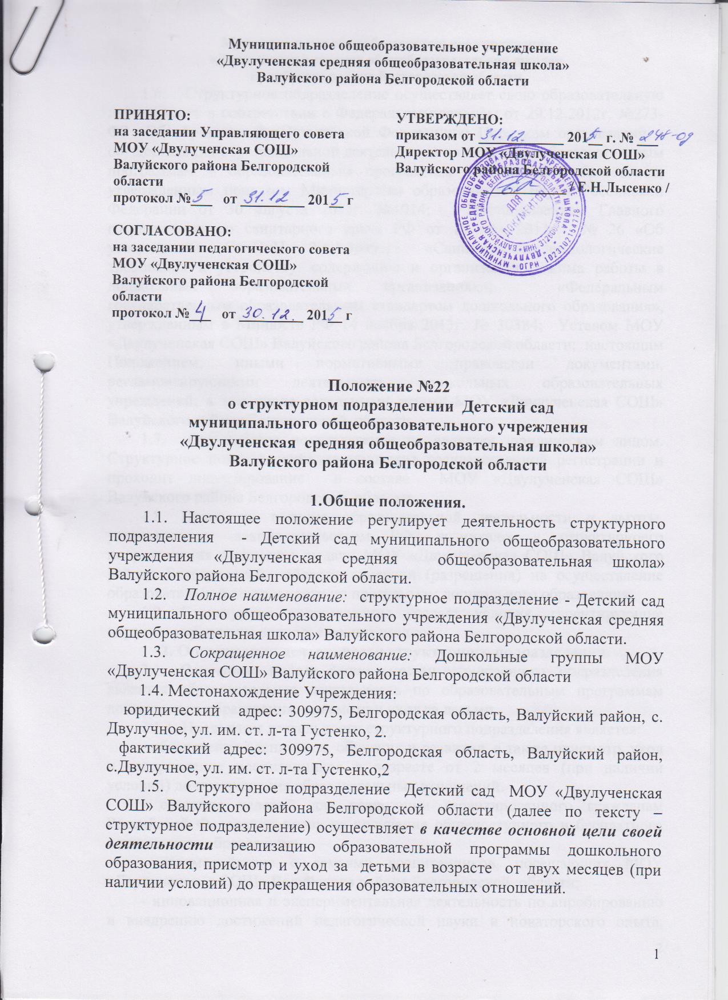 Муниципальное общеобразовательное учреждение
«Двулученская средняя общеобразовательная школа»
Валуйского района Белгородской области
ПРИНЯТО:
на заседании Управляющего совета
МОУ «Двулученская СОШ»
Валуйского района Белгородской
области
протокол № 5 от 31.12 2015 г
СОГЛАСОВАНО:
на заседании педагогического совета
МОУ «Двулученская СОШ»
Валуйского района Белгородской
области
протокол № 4 от 30.12. 2015 г
УТВЕРЖДЕНО:
приказом от 31.12. 2015 г. № 248-од
Директор МОУ «Двулученская СОШ»
Валуйского района Белгородской области
/ Е.Н.Лысенко /
ДЛЯ
ДОКУМЕНТОВ
Положение №22
о структурном подразделении Детский сад
муниципального общеобразовательного учреждения
«Двулученская средняя общеобразовательная школа»
Валуйского района Белгородской области
1.Общие положения.
1.1. Настоящее положение регулирует деятельность структурного
подразделения - Детский сад муниципального общеобразовательного
учреждения «Двулученская средняя общеобразовательная школа»
Валуйского района Белгородской области.
1.2. Полное наименование: структурное подразделение - Детский сад
муниципального общеобразовательного учреждения «Двулученская средняя
общеобразовательная школа» Валуйского района Белгородской области.
1.3. Сокращенное наименование: Дошкольные группы МОУ
«Двулученская СОШ» Валуйского района Белгородской области
1.4. Местонахождение Учреждения:
юридический адрес: 309975, Белгородская область, Валуйский район, с.
Двулучное, ул. им. ст. л-та Густенко, 2.
фактический адрес: 309975, Белгородская область, Валуйский район,
с.Двулучное, ул. им. ст. л-та Густенко,2
1.5. Структурное подразделение Детский сад МОУ «Двулученская
СОШ» Валуйского района Белгородской области (далее по тексту –
структурное подразделение) осуществляет в качестве основной цели своей
деятельности реализацию образовательной программы дошкольного
образования, присмотр и уход за детьми в возрасте от двух месяцев (при
наличии условий) до прекращения образовательных отношений.
1